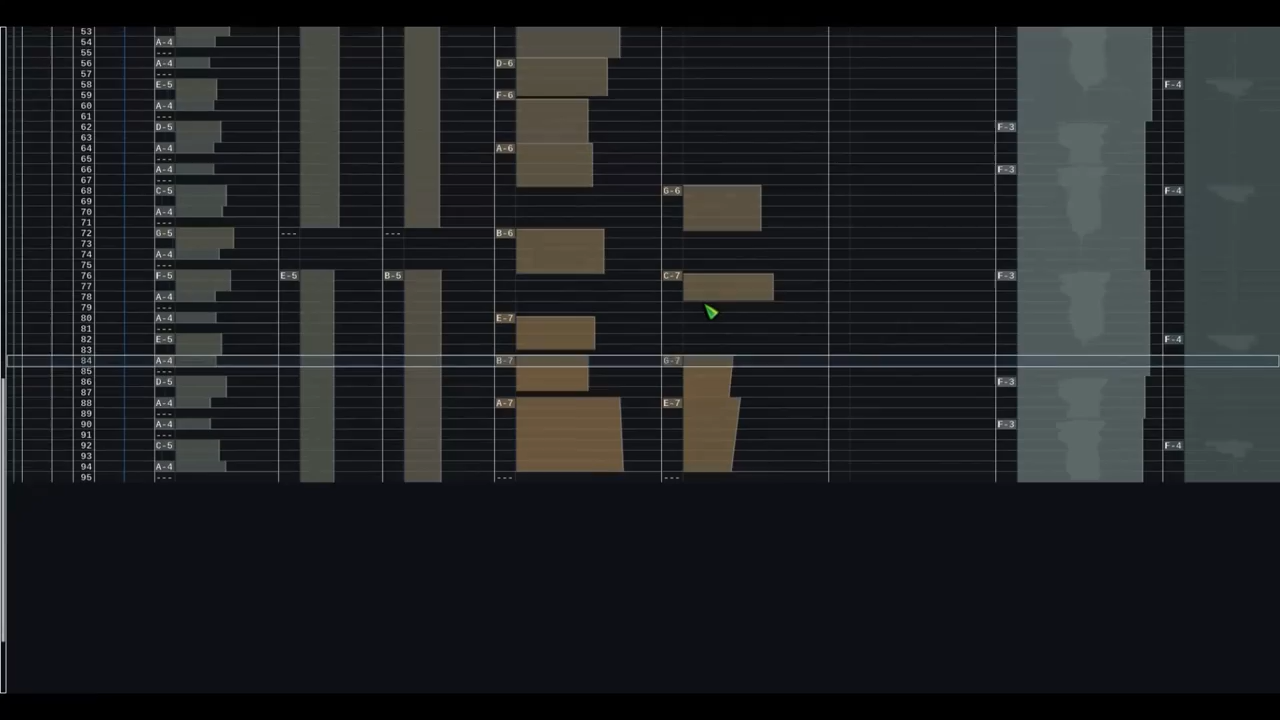 53
54 A-4
55 ---
56 A-4 D-6
57 ---
58 E-5 F-4
59 F-6
60 A-4
61 ---
62 D-5 F-3
63
64 A-4 A-6
65 ---
66 A-4 F-3
67 ---
68 C-5 G-6 F-4
69
70 A-4
71 ---
72 G-5 --- --- B-6
73
74 A-4
75 ---
76 F-5 E-5 B-5 C-7 F-3
77
78 A-4
79 ---
80 A-4 E-7
81 ---
82 E-5 F-4
83
84 A-4 B-7 G-7
85 ---
86 D-5 F-3
87
88 A-4 A-7 E-7
89 ---
90 A-4 F-3
91 ---
92 C-5 F-4
93
94 A-4
95 --- --- ---